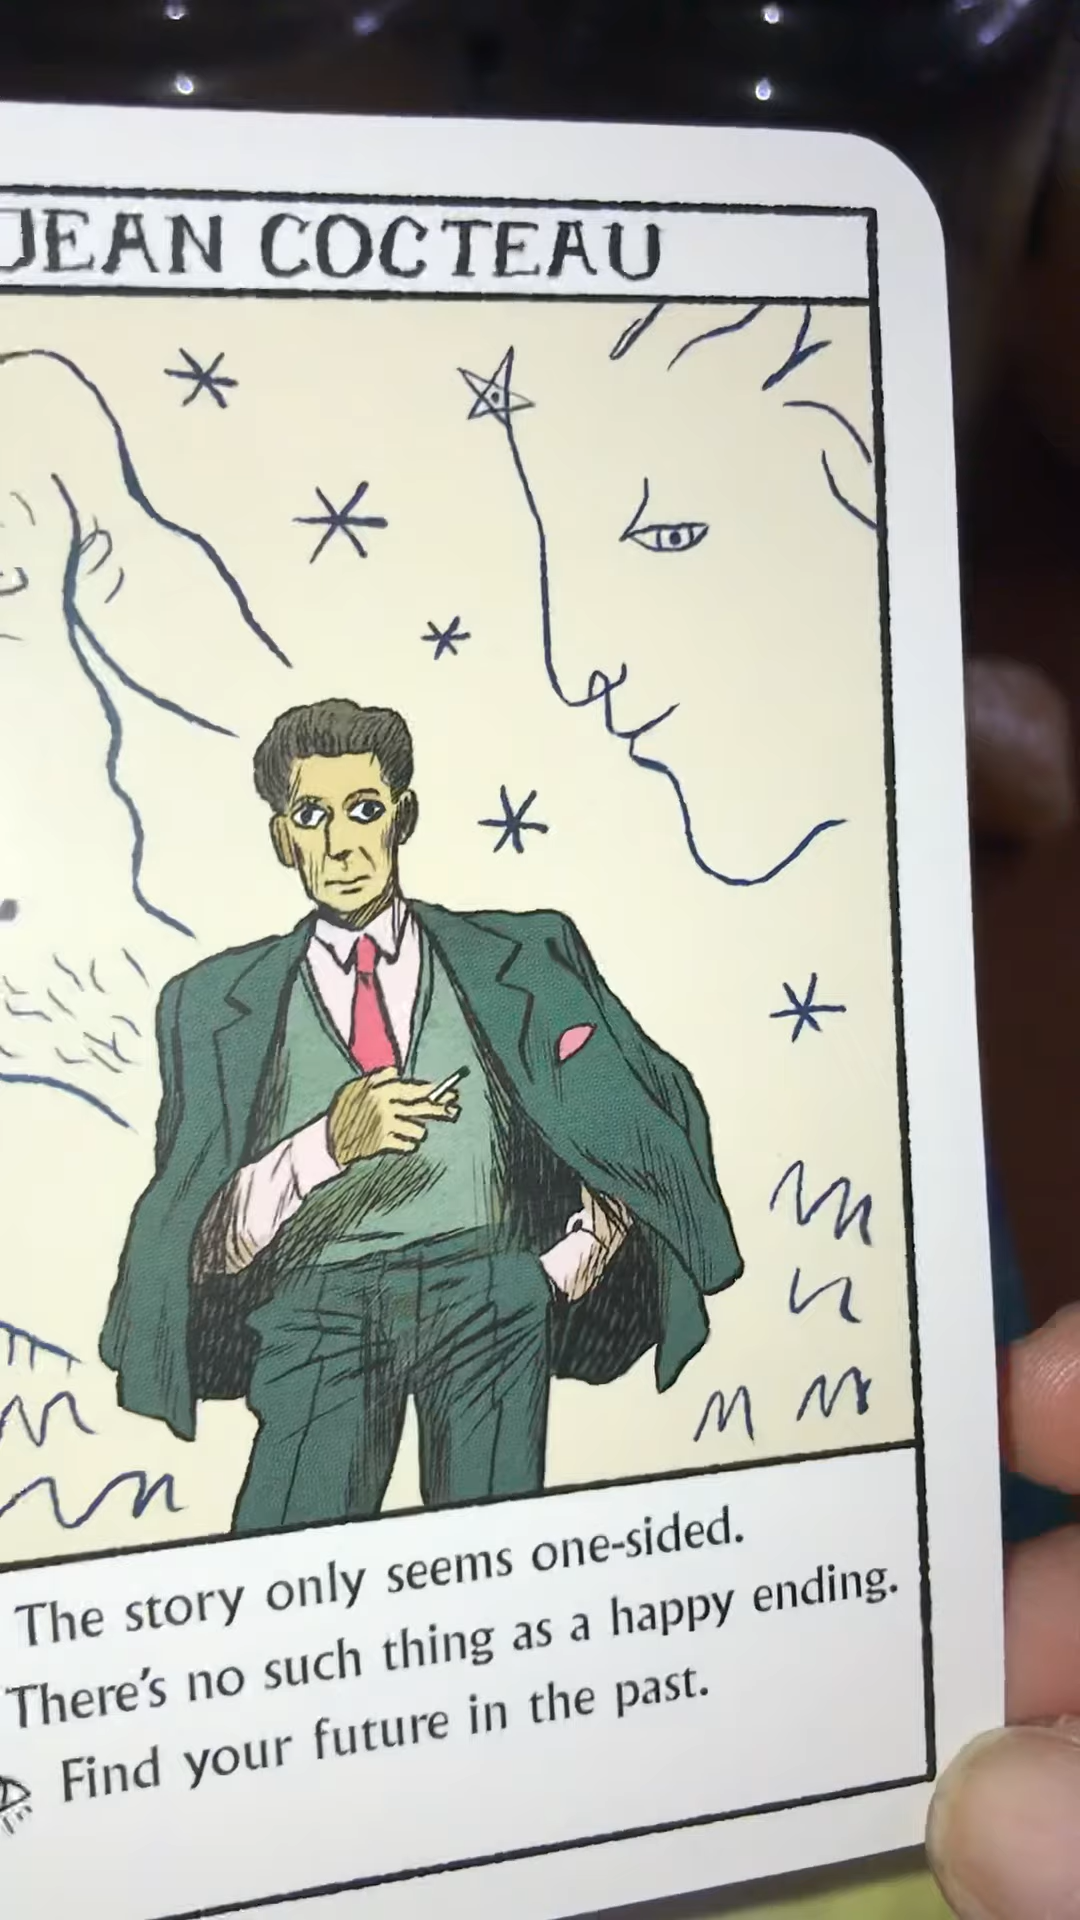 JEAN COCTEAU
The story only seems one-sided.
There's no such thing as a happy ending.
Find your future in the past.